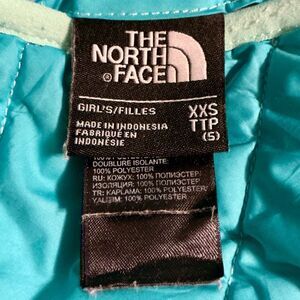 THE
NORTH
FACE
GIRL'S/FILLES
XXS
TTP
(5)
MADE IN INDONESIA
FABRIQUÉ EN
INDONÉSIE
DOUBLURE ISOLANTE:
100% POLYESTER
RU: КОЖУХ: 100% ПОЛИЭСТЕР/
ИЗОЛЯЦИЯ: 100% ПОЛИЭСТЕР
TR: KAPLAMA: 100% POLYESTER/
YALITIM: 100% POLYESTER